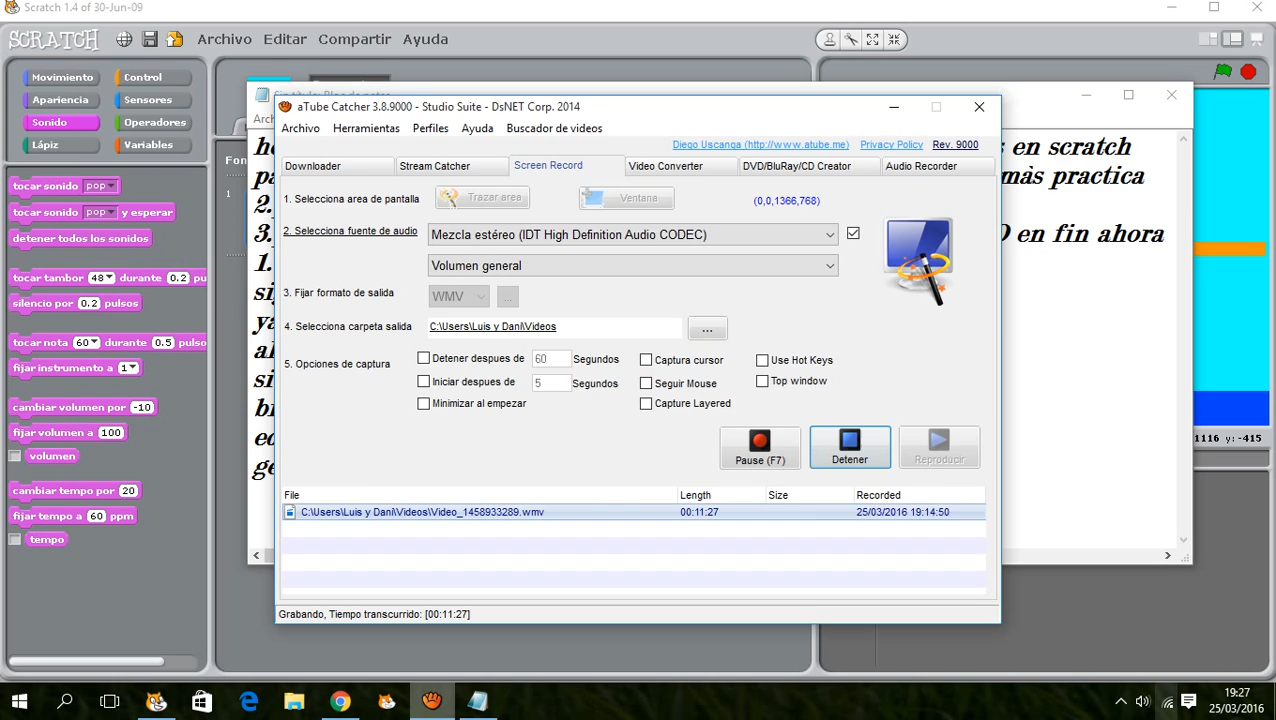 Scratch 1.4 of 30-Jun-09
SCRATCH
Archivo Editar Compartir Ayuda
Movimiento Control
Apariencia Sensores
Sonido Operadores
Lápiz Variables
tocar sonido pop
tocar sonido pop y esperar
detener todos los sonidos
tocar tambor 48 durante 0.2 pu
silencio por 0.2 pulsos
tocar nota 60 durante 0.5 pulso
fijar instrumento a 1
cambiar volumen por -10
fijar volumen a 100
volumen
cambiar tempo por 20
fijar tempo a 60 ppm
tempo
1
s en scratch
màs practica
2.
3. O en fin ahora
1.
aTube Catcher 3.8.9000 - Studio Suite - DsNET Corp. 2014
Archivo Herramientas Perfiles Ayuda Buscador de videos
Diego Uscanga (http://www.atube.me) Privacy Policy Rev. 9000
Downloader Stream Catcher Screen Record Video Converter DVD/BluRay/CD Creator Audio Recorder
1. Selecciona area de pantalla Trazar area Ventana (0,0,1366,768)
2. Selecciona fuente de audio Mezcla estéreo (IDT High Definition Audio CODEC)
Volumen general
3. Fijar formato de salida WMV ...
4. Selecciona carpeta salida C:\Users\Luis y Dani\Videos ...
5. Opciones de captura
Detener despues de 60 Segundos Captura cursor Use Hot Keys
Iniciar despues de 5 Segundos Seguir Mouse Top window
Minimizar al empezar Capture Layered
Pause (F7) Detener Reproducir
File Length Size Recorded
C:\Users\Luis y Dani\Videos\Video_1458933289.wmv 00:11:27 25/03/2016 19:14:50
Grabando, Tiempo transcurrido: [00:11:27]
1116 y: -415
19:27
25/03/2016